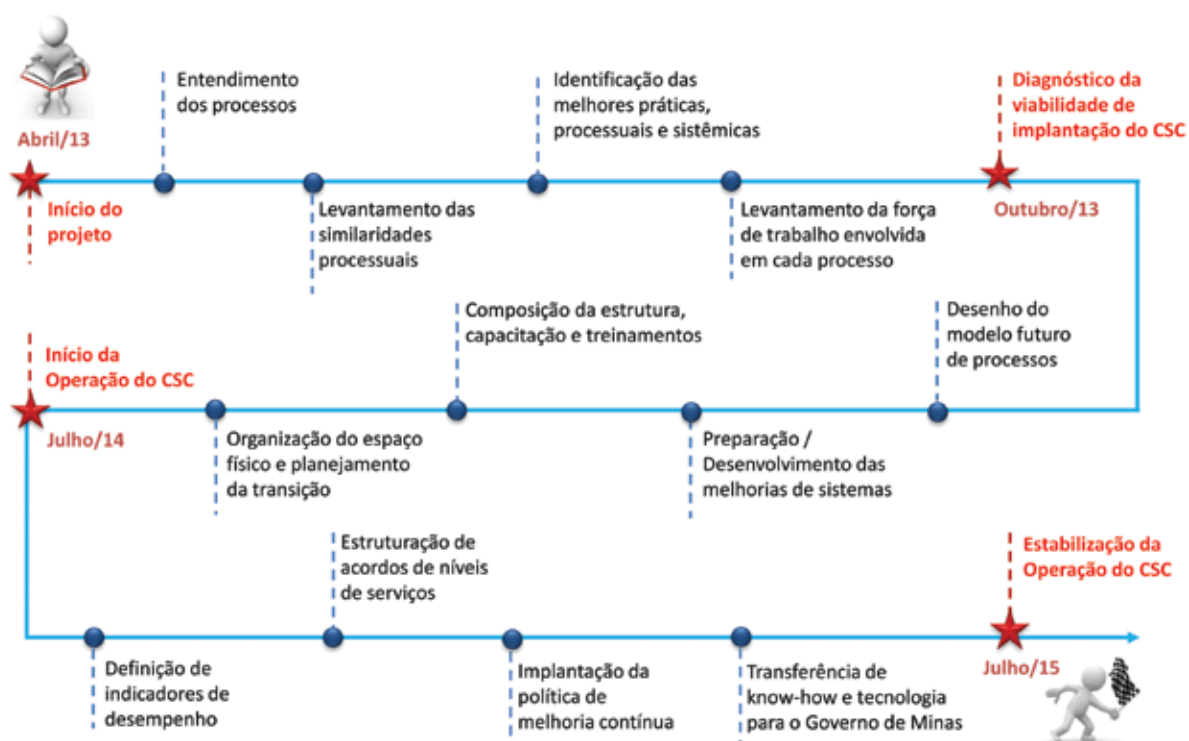 Abril/13
Início do
projeto
Entendimento
dos processos
Levantamento das
similaridades
processuais
Identificação das
melhores práticas,
processuais e sistêmicas
Levantamento da força
de trabalho envolvida
em cada processo
Diagnóstico da
viabilidade de
implantação do CSC
Outubro/13
Desenho do
modelo futuro
de processos
Preparação /
Desenvolvimento das
melhorias de sistemas
Composição da estrutura,
capacitação e treinamentos
Organização do espaço
físico e planejamento
da transição
Início da
Operação do CSC
Julho/14
Definição de
indicadores de
desempenho
Estruturação de
acordos de níveis
de serviços
Implantação da
política de
melhoria contínua
Transferência de
know-how e tecnologia
para o Governo de Minas
Estabilização da
Operação do CSC
Julho/15